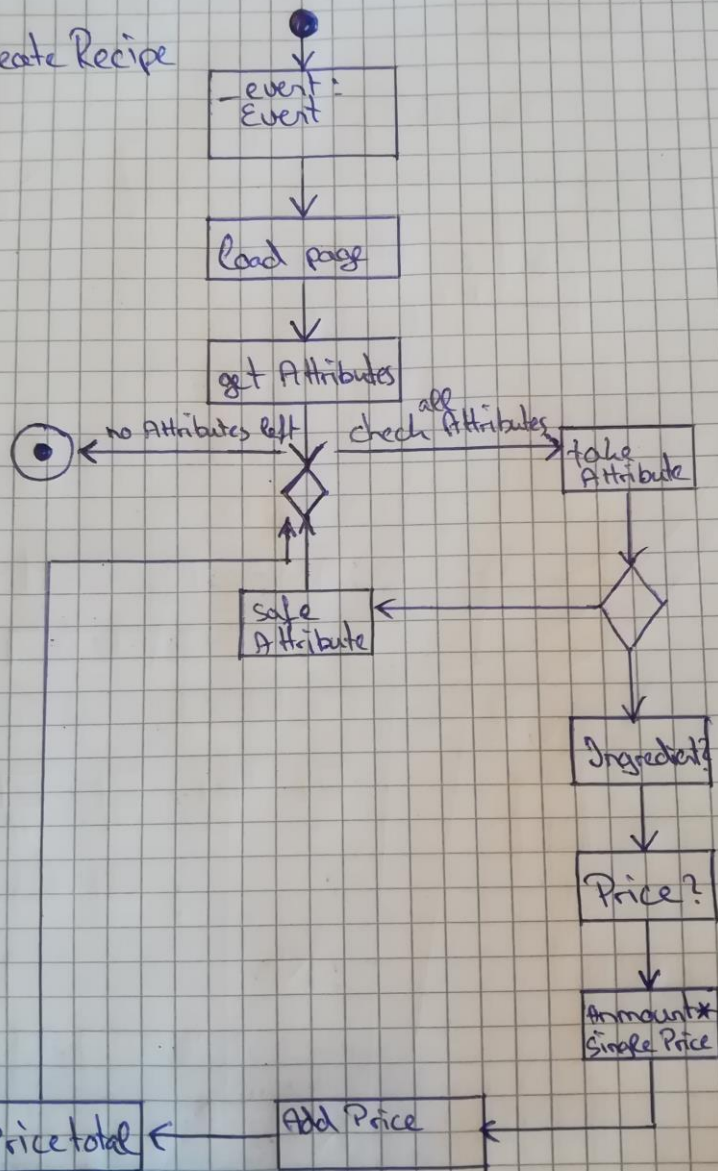 eate Recipe
_event:
Event
load page
get Attributes
no Attributes left
all
check Attributes
take
Attribute
safe
Attribute
Ingredient?
Price?
Anmount*
Single Price
Add Price
rice total